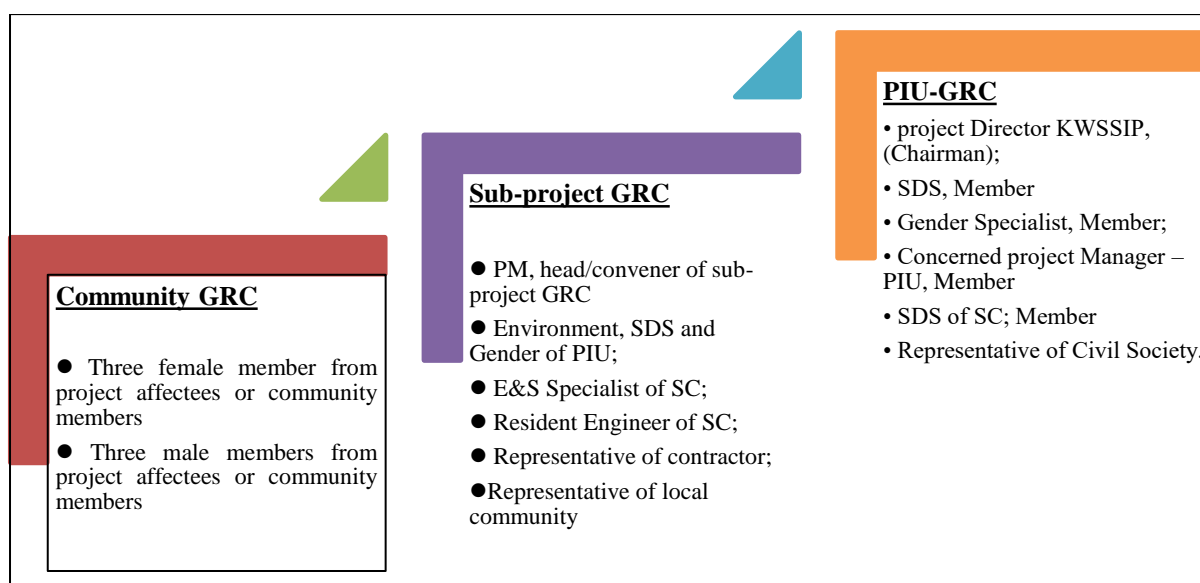 Community GRC
● Three female member from
project affectees or community
members
● Three male members from
project affectees or community
members
Sub-project GRC
● PM, head/convener of sub-
project GRC
● Environment, SDS and
Gender of PIU;
● E&S Specialist of SC;
● Resident Engineer of SC;
● Representative of contractor;
●Representative of local
community
PIU-GRC
• project Director KWSSIP,
(Chairman);
• SDS, Member
• Gender Specialist, Member;
• Concerned project Manager –
PIU, Member
• SDS of SC; Member
• Representative of Civil Society.